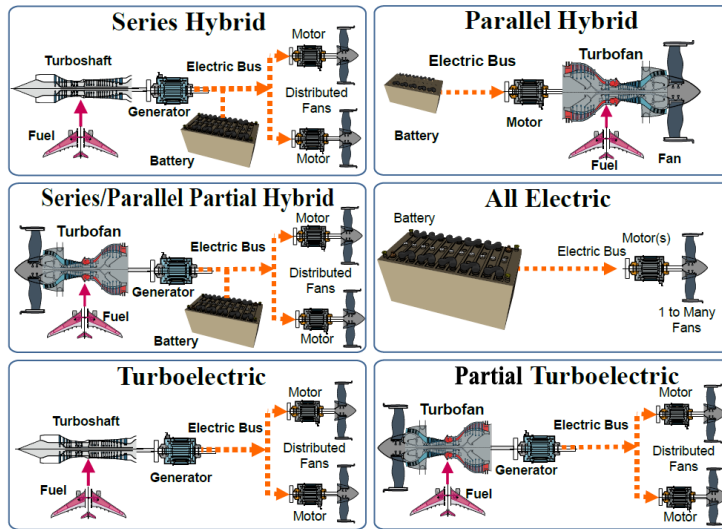 Series Hybrid
Motor
Turboshaft
Electric Bus
Distributed
Fans
Generator
Fuel
Battery
Motor
Parallel Hybrid
Turbofan
Electric Bus
Battery
Motor
Fuel
Fan
Series/Parallel Partial Hybrid
Motor
Turbofan
Electric Bus
Distributed
Fans
Generator
Fuel
Battery
Motor
All Electric
Battery
Motor(s)
Electric Bus
1 to Many
Fans
Turboelectric
Motor
Turboshaft
Electric Bus
Distributed
Fans
Generator
Fuel
Motor
Partial Turboelectric
Motor
Turbofan
Electric Bus
Distributed
Fans
Generator
Fuel
Motor